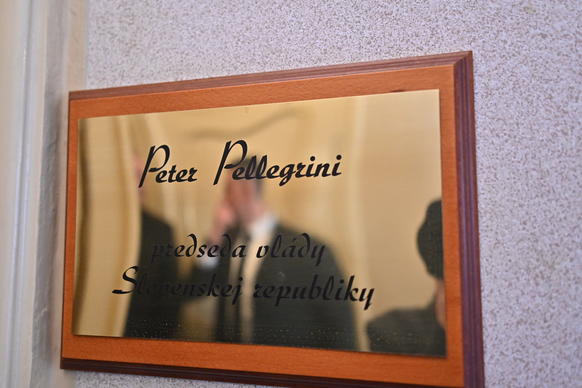 Peter Pellegrini
predseda vlády
Slovenskej republiky